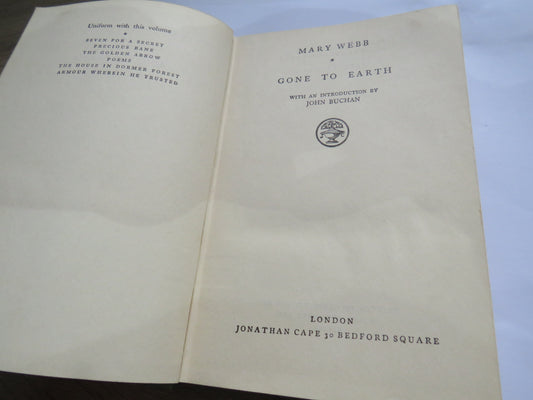 Uniform with this volume
SEVEN FOR A SECRET
PRECIOUS BANE
THE GOLDEN ARROW
POEMS
THE HOUSE IN DORMER FOREST
ARMOUR WHEREIN HE TRUSTED
MARY WEBB
GONE TO EARTH
WITH AN INTRODUCTION BY
JOHN BUCHAN
LONDON
JONATHAN CAPE 30 BEDFORD SQUARE